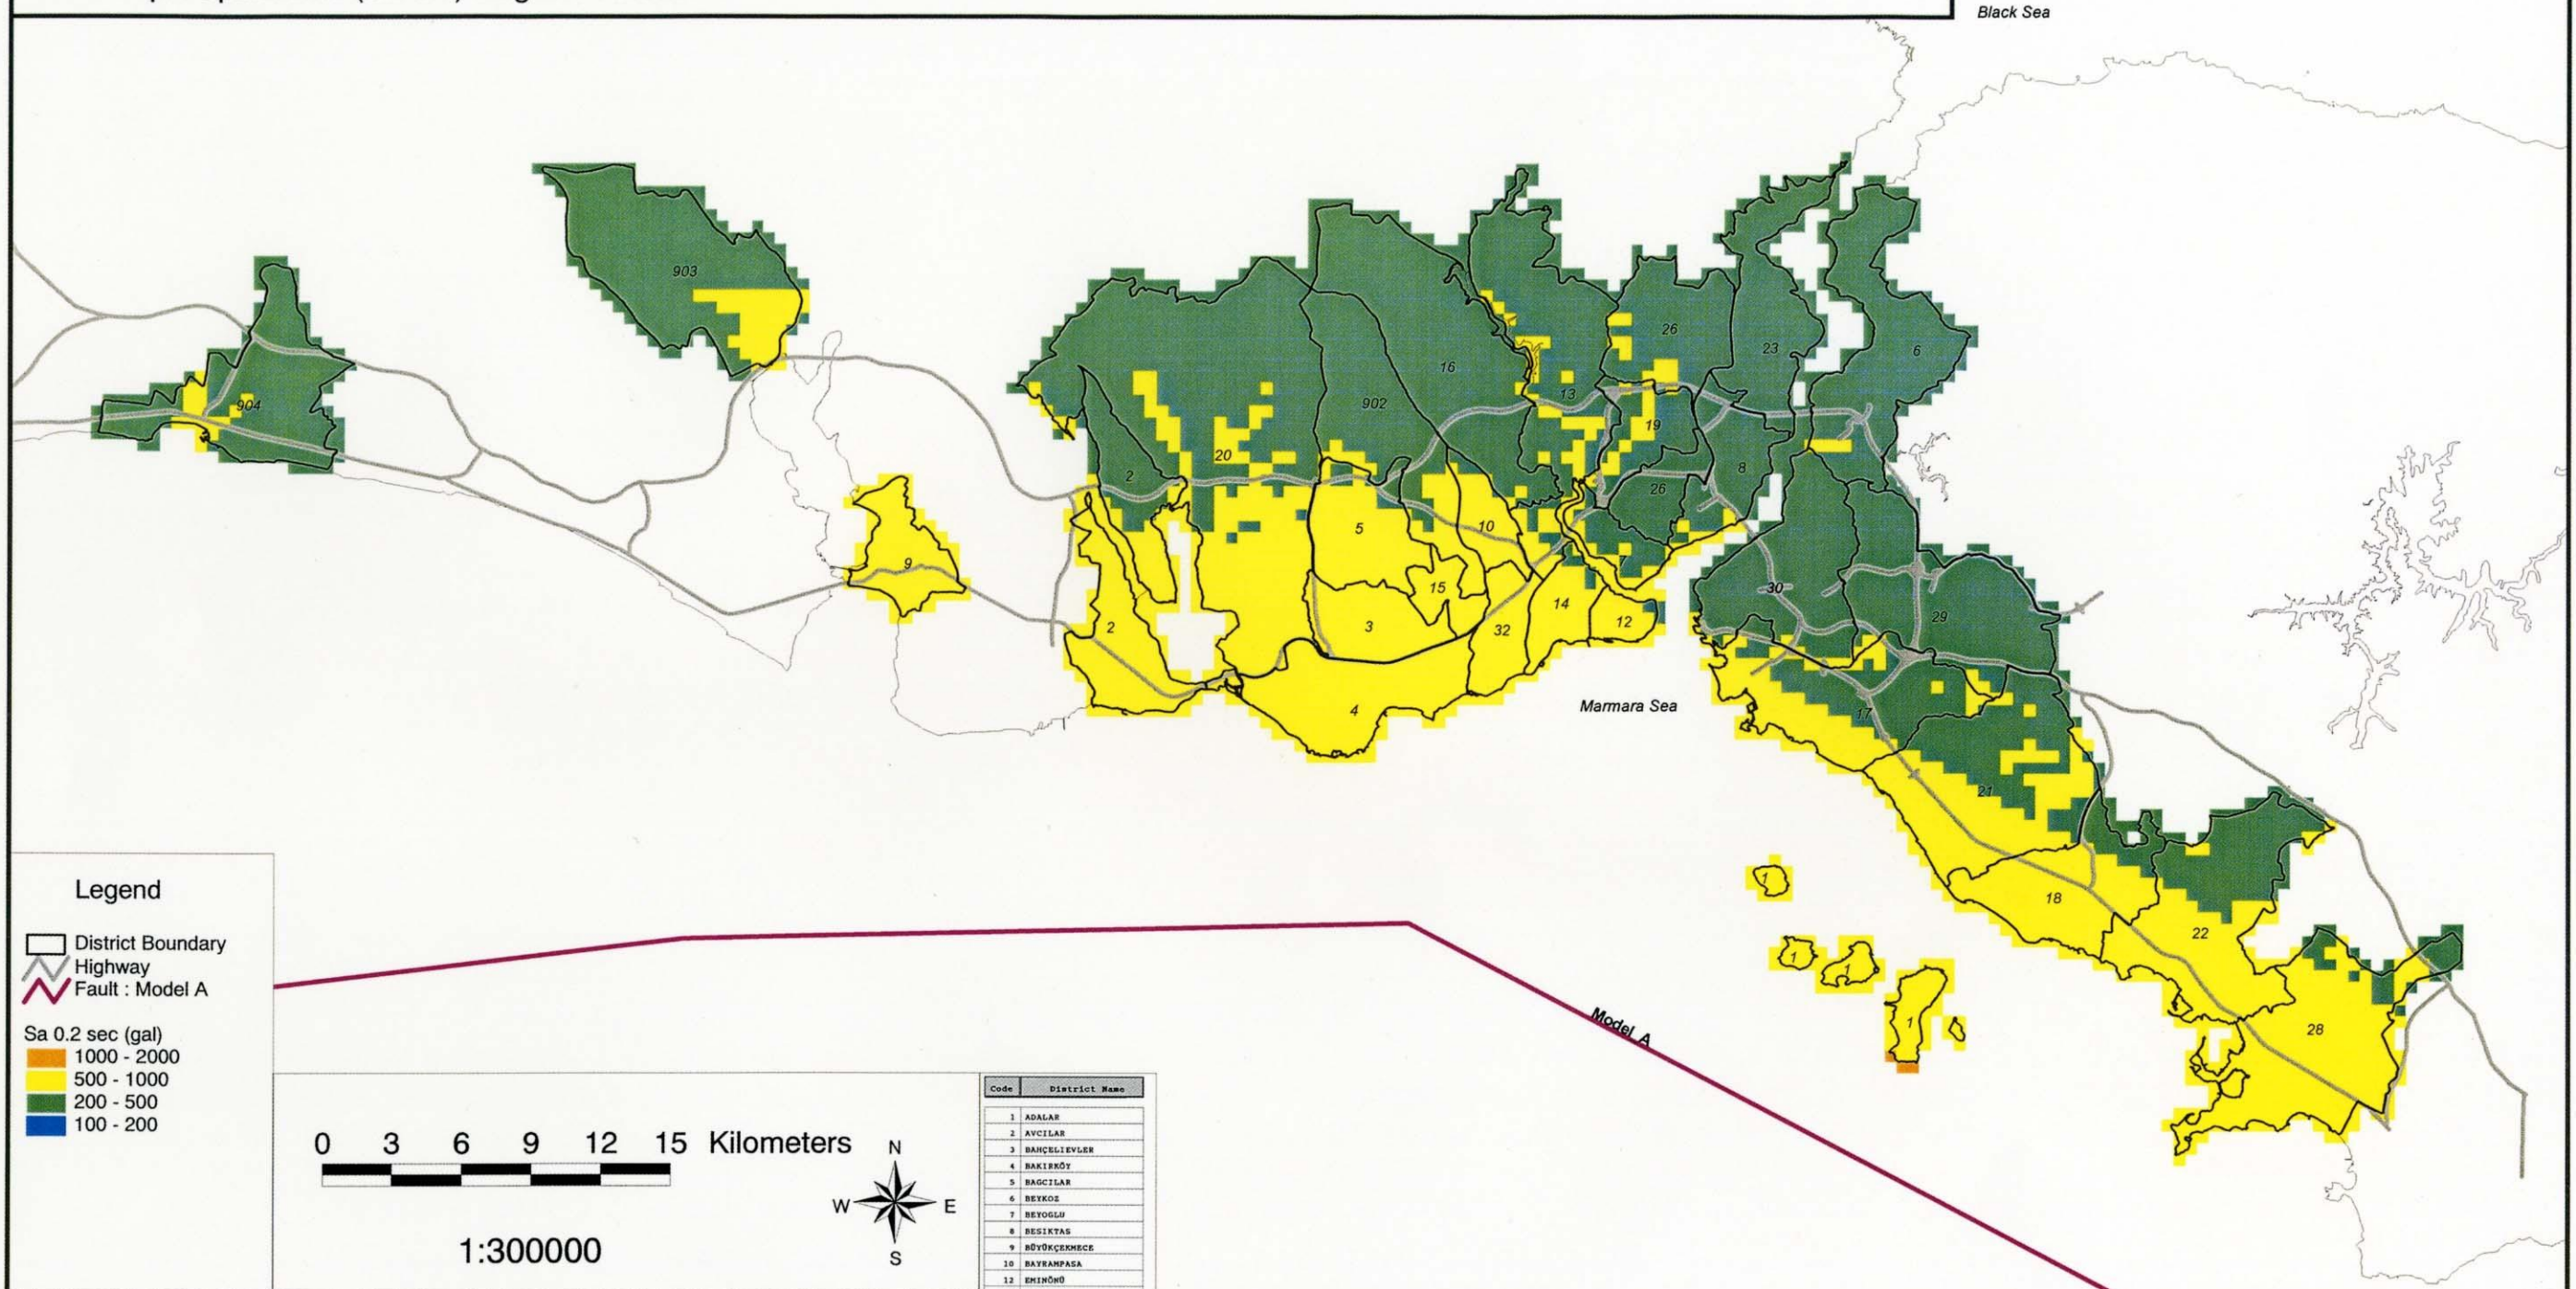 Black Sea
903
904
9
2
20
2
902
16
13
26
23
6
19
8
26
7
5
10
15
3
32
14
12
4
30
29
17
21
18
22
28
1
1
1
1
Marmara Sea
Model A
Legend
District Boundary
Highway
Fault : Model A
Sa 0.2 sec (gal)
1000 - 2000
500 - 1000
200 - 500
100 - 200
0 3 6 9 12 15 Kilometers
1:300000
N
W E
S
Code District Name
1 ADALAR
2 AVCILAR
3 BAHÇELIEVLER
4 BAKIRKÖY
5 BAGCILAR
6 BEYKOZ
7 BEYOGLU
8 BESIKTAS
9 BÜYÜKÇEKMECE
10 BAYRAMPASA
12 EMINÖNÜ